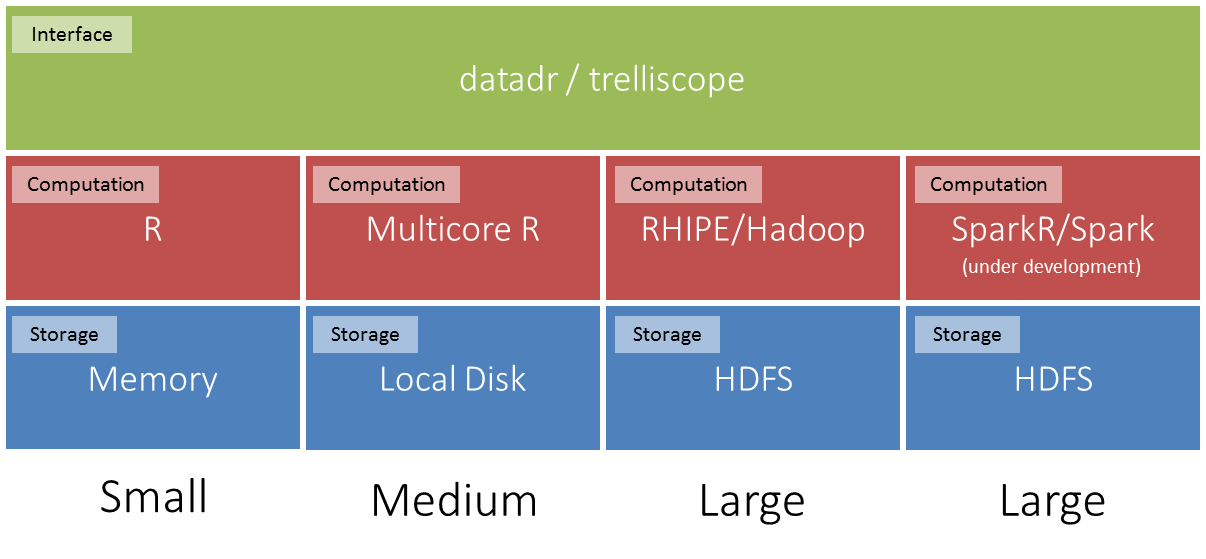 Interface
datadr / trelliscope
Computation
R
Computation
Multicore R
Computation
RHIPE/Hadoop
Computation
SparkR/Spark
(under development)
Storage
Memory
Storage
Local Disk
Storage
HDFS
Storage
HDFS
Small
Medium
Large
Large